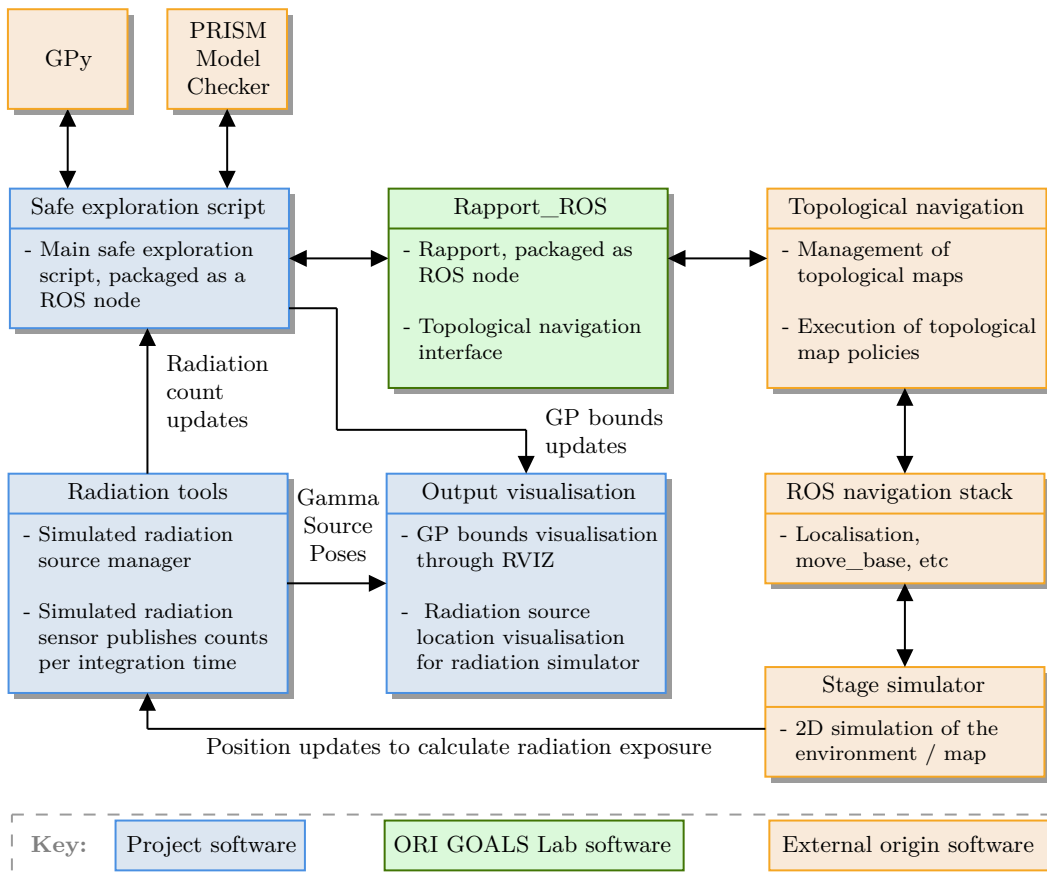 GPy
PRISM
Model
Checker
Safe exploration script
- Main safe exploration
script, packaged as a
ROS node
Rapport_ROS
- Rapport, packaged as
ROS node
- Topological navigation
interface
Topological navigation
- Management of
topological maps
- Execution of topological
map policies
Radiation
count
updates
GP bounds
updates
Radiation tools
- Simulated radiation
source manager
- Simulated radiation
sensor publishes counts
per integration time
Gamma
Source
Poses
Output visualisation
- GP bounds visualisation
through RVIZ
- Radiation source
location visualisation
for radiation simulator
ROS navigation stack
- Localisation,
move_base, etc
Stage simulator
- 2D simulation of the
environment / map
Position updates to calculate radiation exposure
Key:
Project software
ORI GOALS Lab software
External origin software